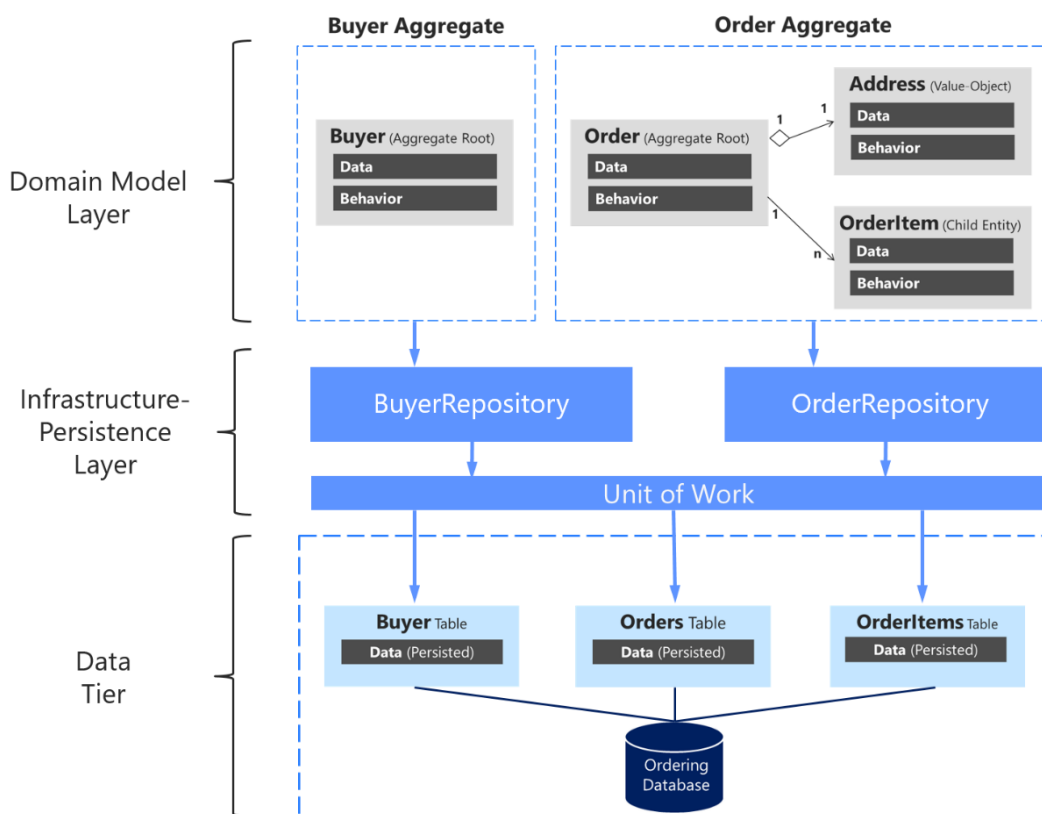 Buyer Aggregate
Order Aggregate
Domain Model
Layer
Buyer (Aggregate Root)
Data
Behavior
Order (Aggregate Root)
Data
Behavior
1
1
Address (Value-Object)
Data
Behavior
1
n
OrderItem (Child Entity)
Data
Behavior
Infrastructure-
Persistence
Layer
BuyerRepository
OrderRepository
Unit of Work
Data
Tier
Buyer Table
Data (Persisted)
Orders Table
Data (Persisted)
OrderItems Table
Data (Persisted)
Ordering
Database